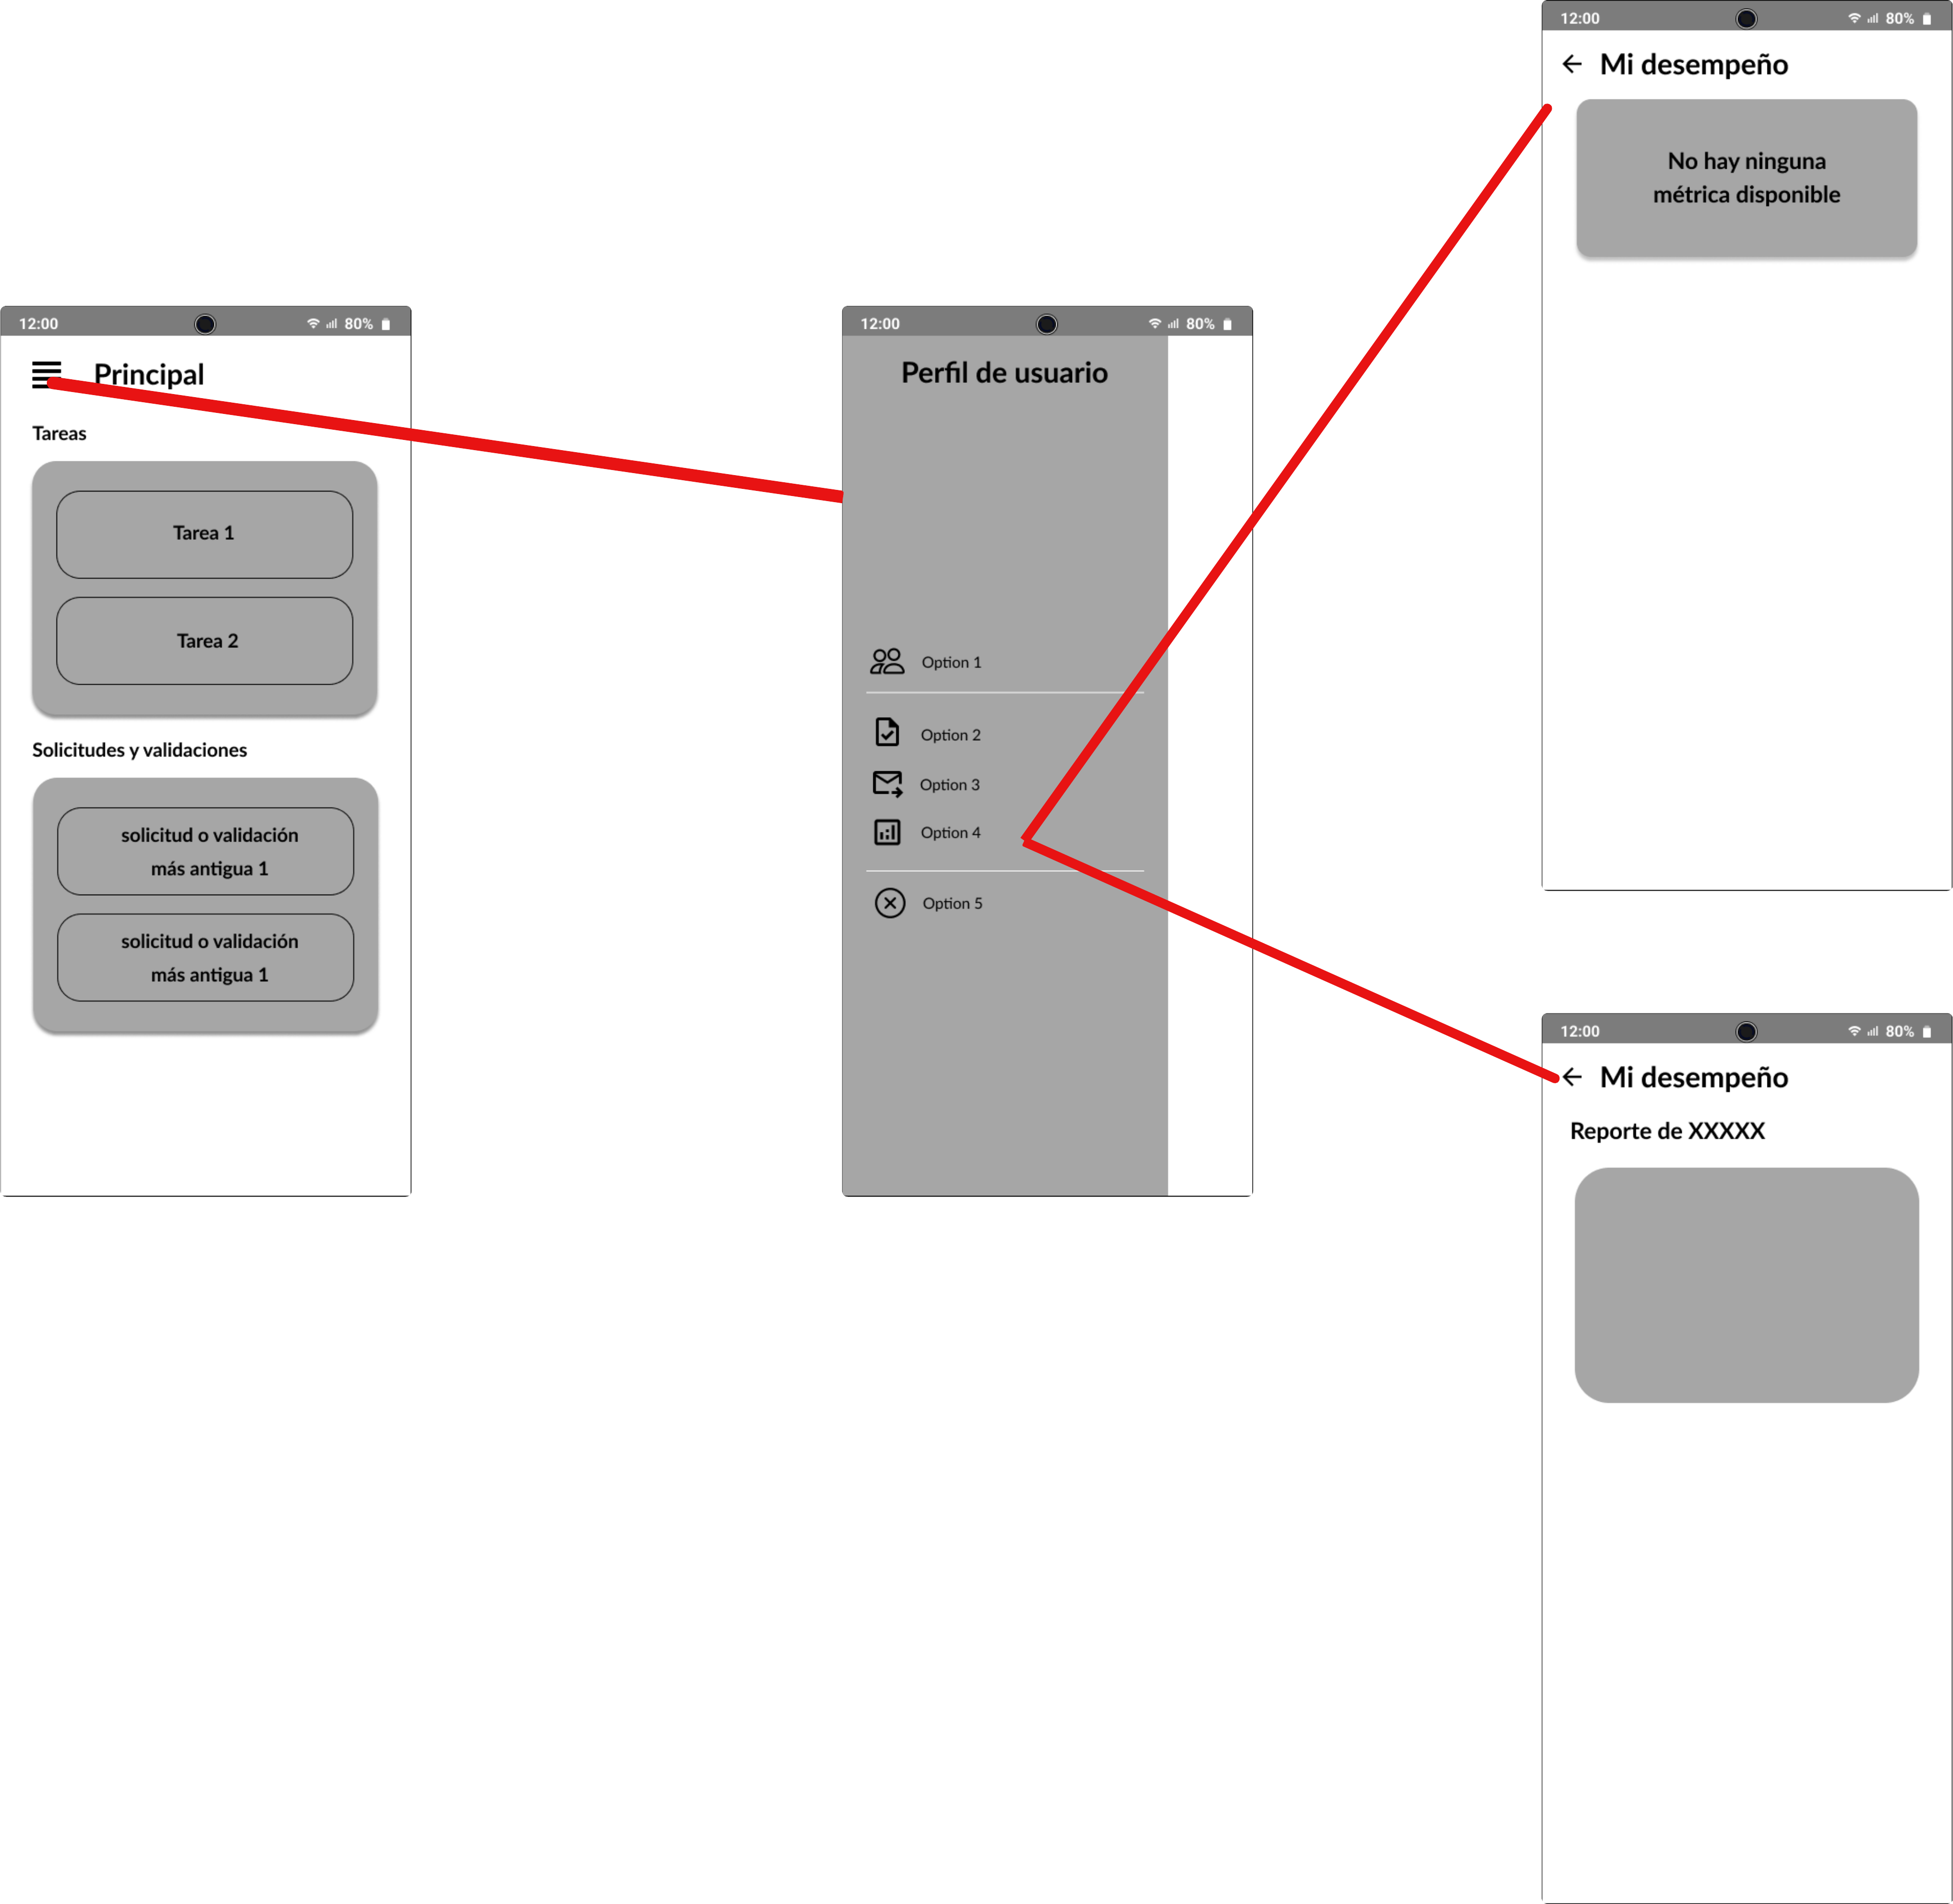 12:00
80%
Principal
Tareas
Tarea 1
Tarea 2
Solicitudes y validaciones
solicitud o validación
más antigua 1
solicitud o validación
más antigua 1
12:00
80%
Perfil de usuario
Option 1
Option 2
Option 3
Option 4
Option 5
12:00
80%
Mi desempeño
No hay ninguna
métrica disponible
12:00
80%
Mi desempeño
Reporte de XXXXX